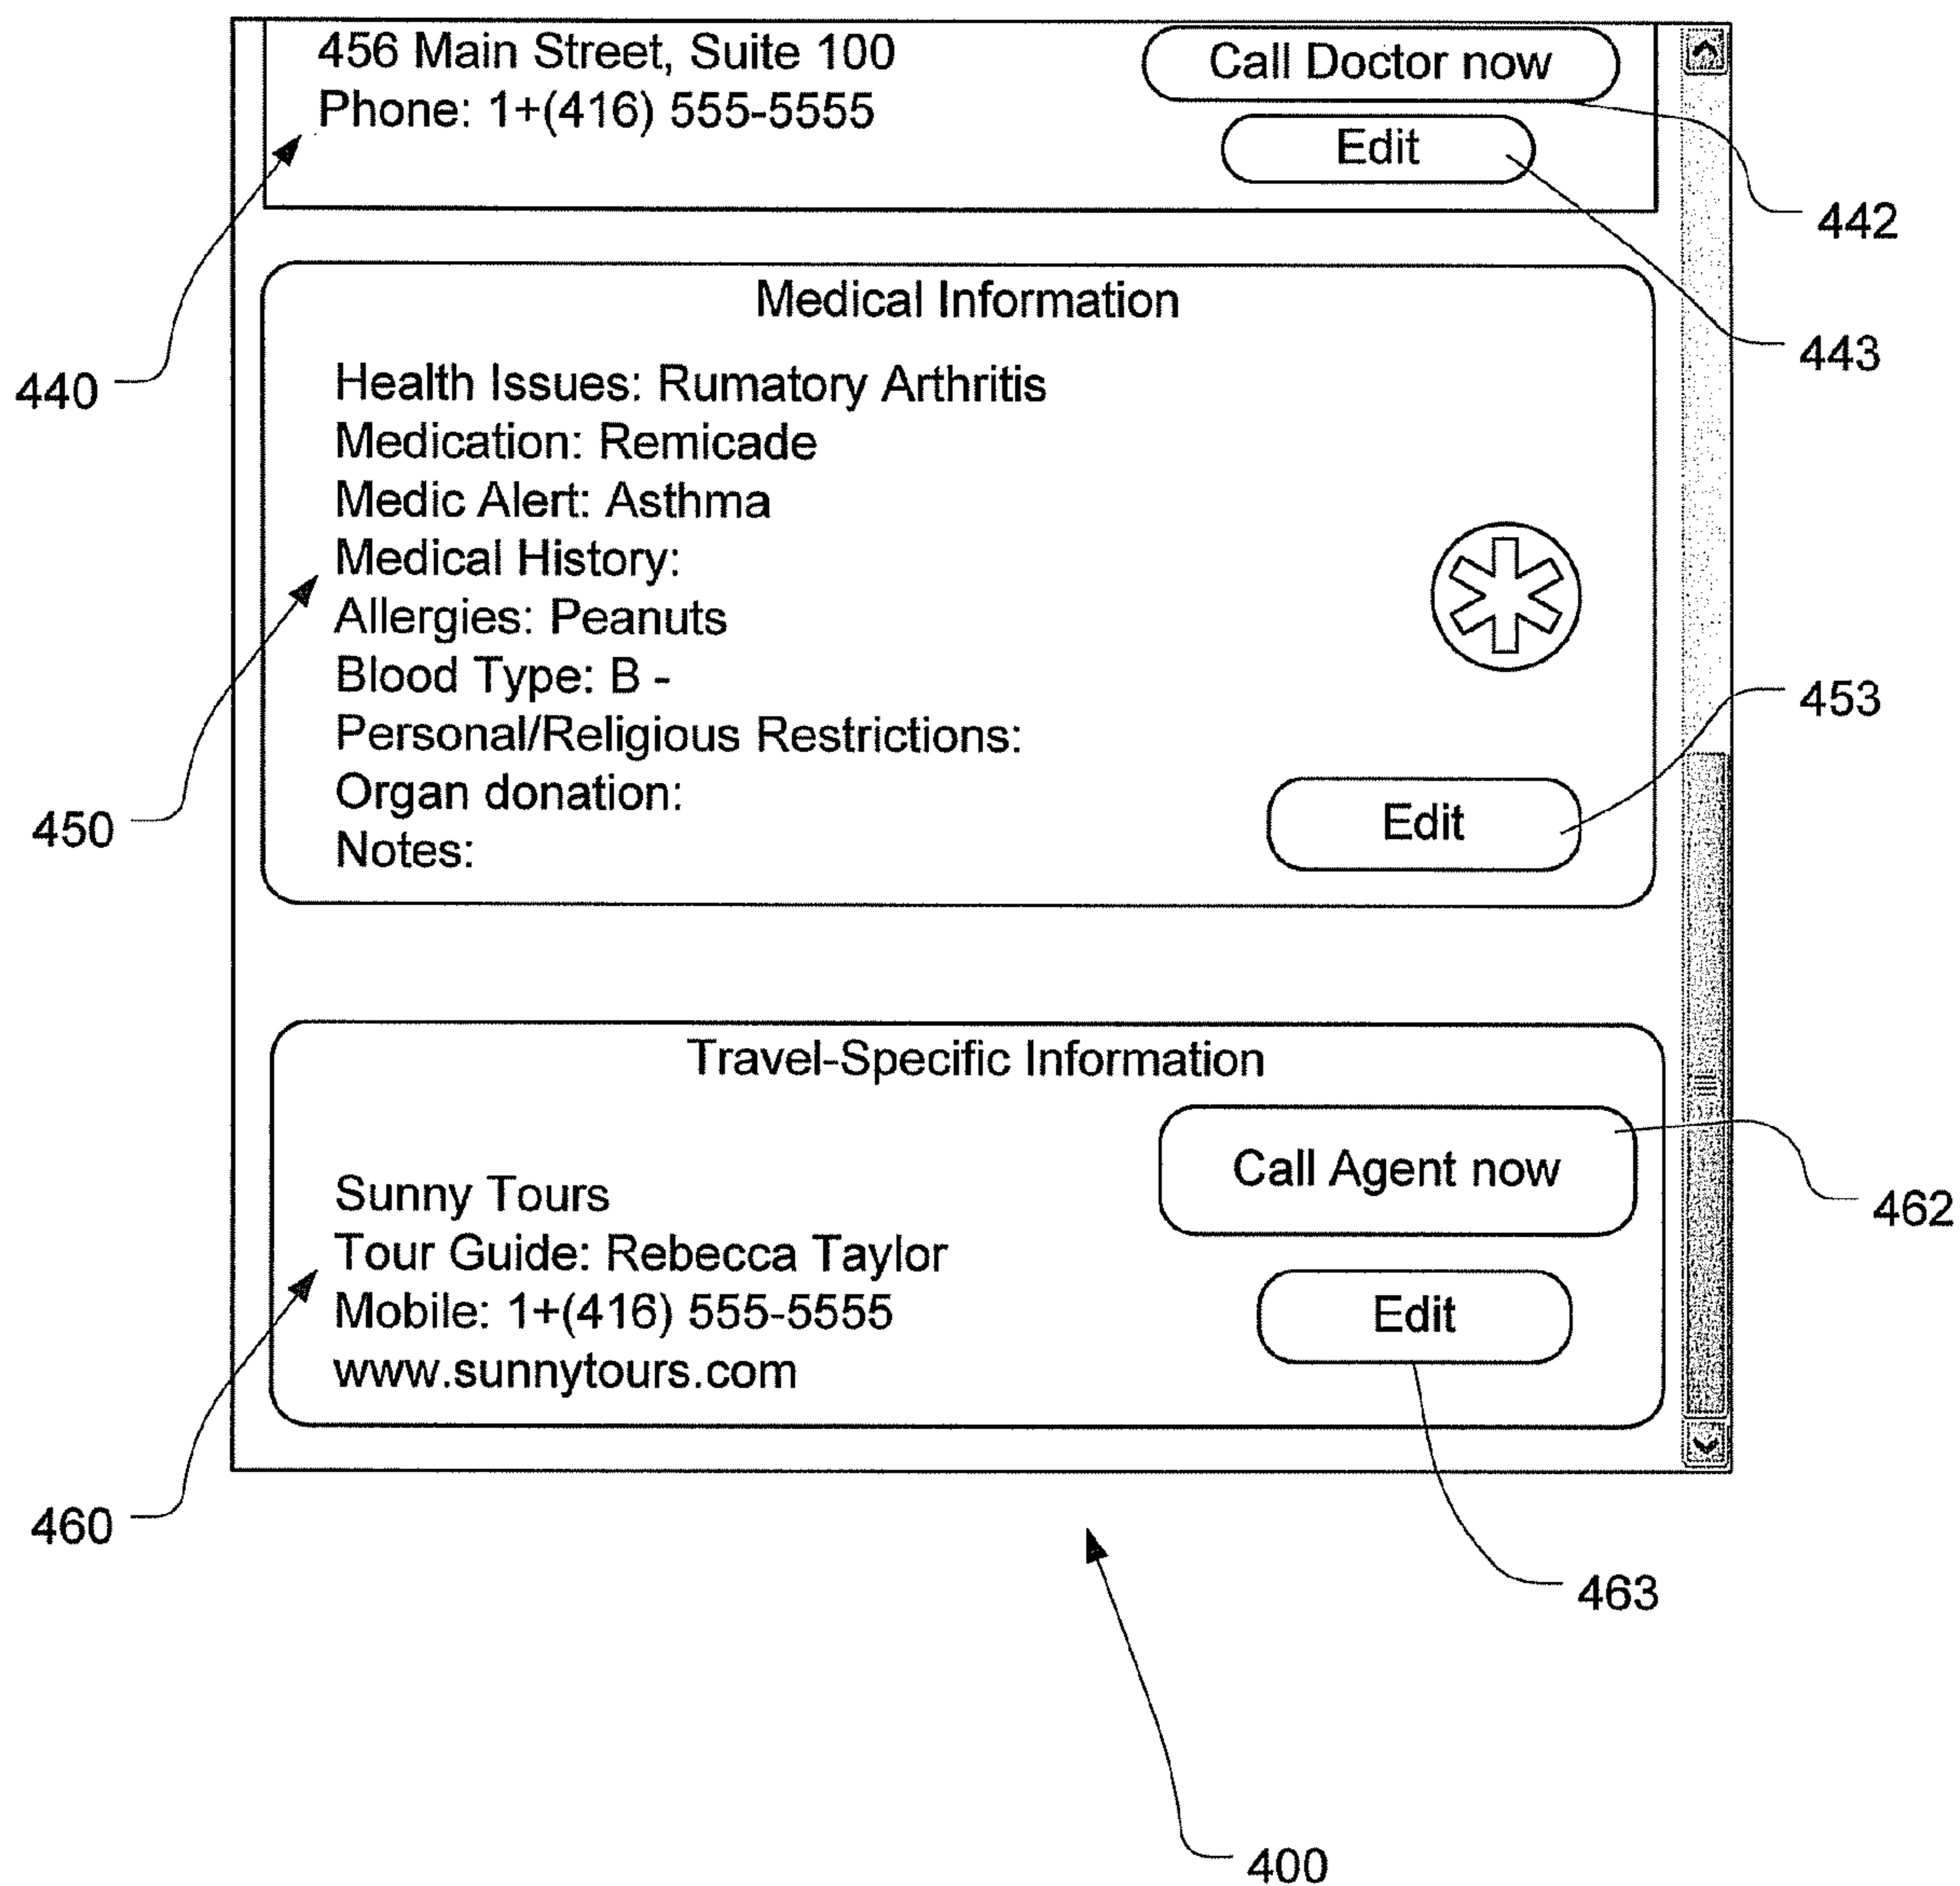 456 Main Street, Suite 100
Phone: 1+(416) 555-5555
Call Doctor now
Edit
442
443
440
Medical Information
Health Issues: Rumatory Arthritis
Medication: Remicade
Medic Alert: Asthma
Medical History:
Allergies: Peanuts
Blood Type: B -
Personal/Religious Restrictions:
Organ donation:
Notes:
Edit
453
450
Travel-Specific Information
Call Agent now
462
Sunny Tours
Tour Guide: Rebecca Taylor
Mobile: 1+(416) 555-5555
www.sunnytours.com
Edit
460
463
400